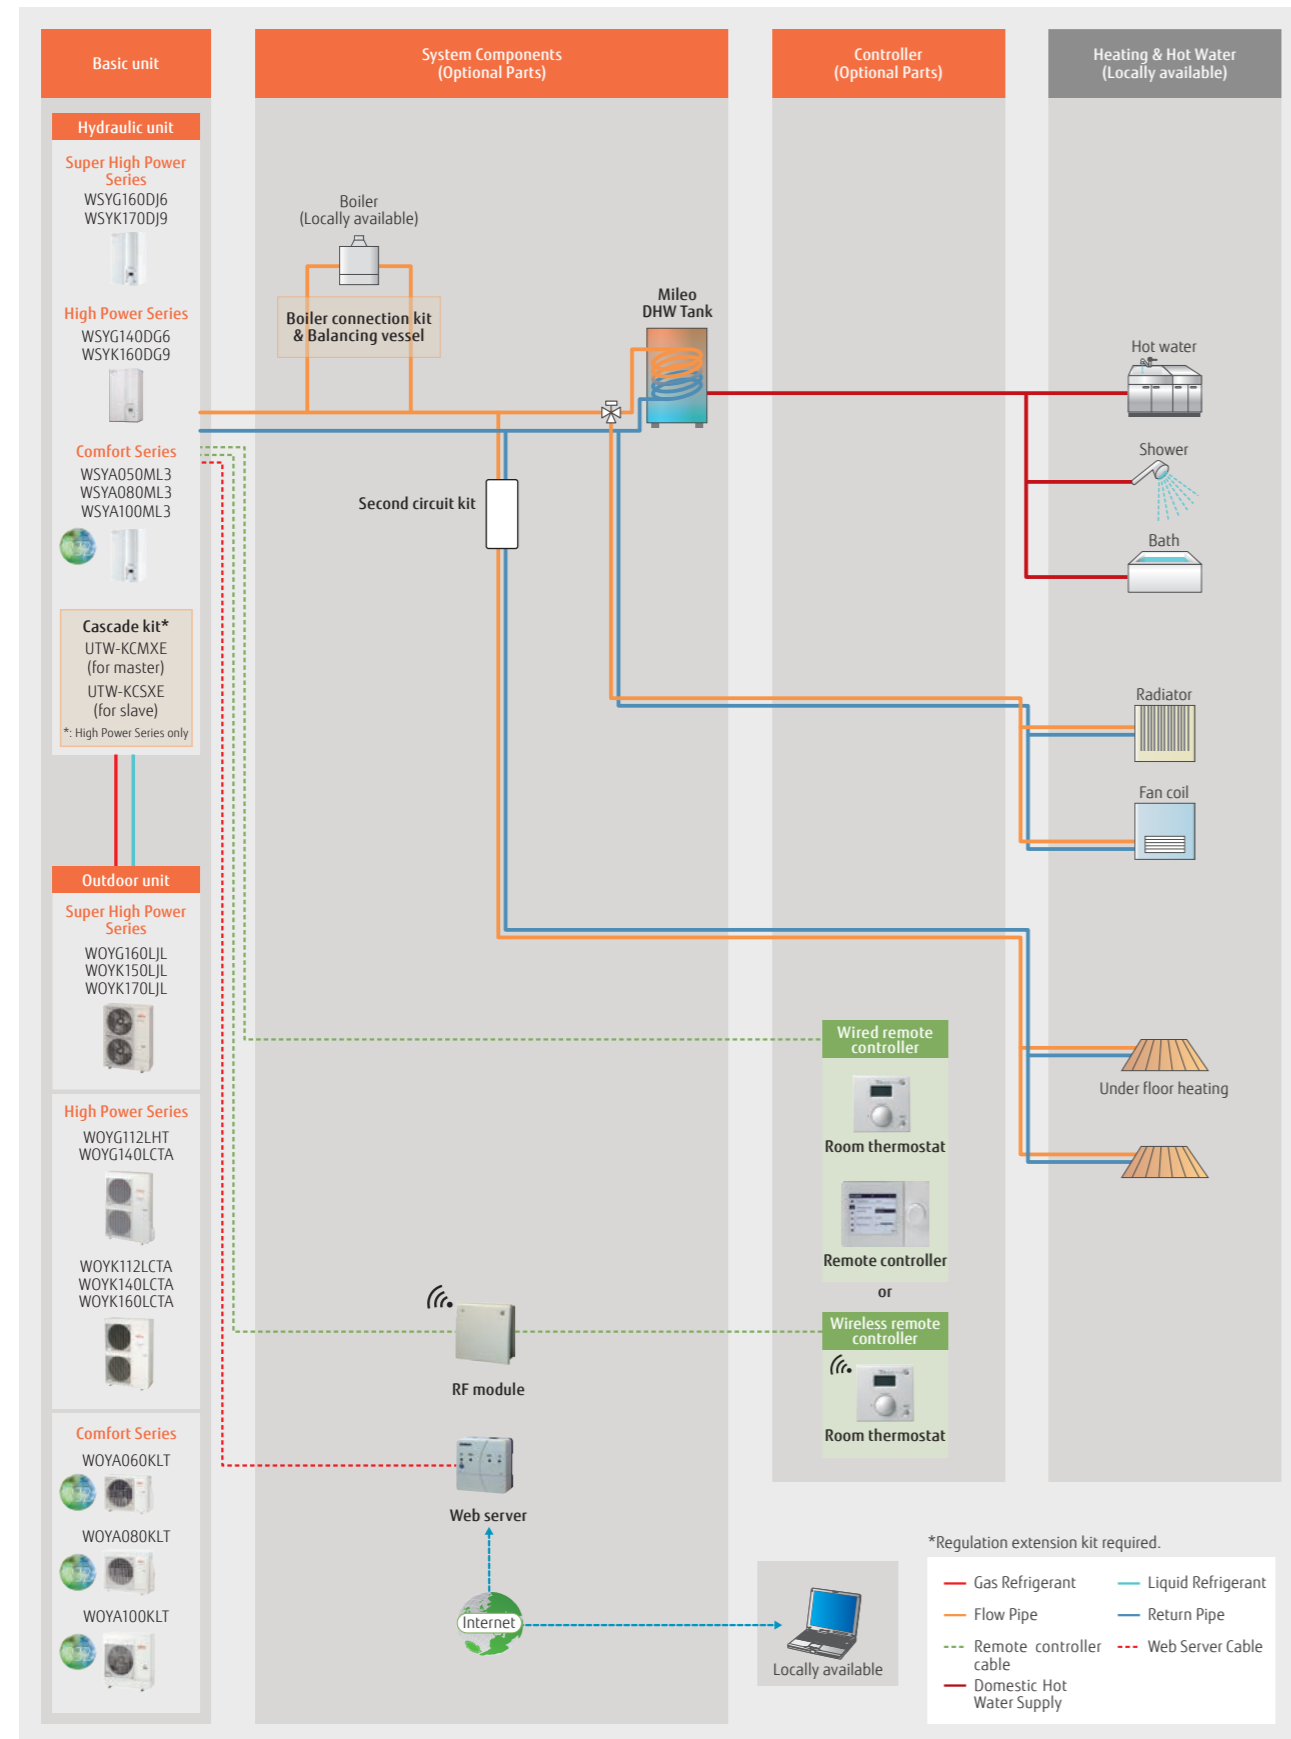 Basic unit
System Components
(Optional Parts)
Controller
(Optional Parts)
Heating & Hot Water
(Locally available)
Hydraulic unit
Super High Power
Series
WSYG160DJ6
WSYK170DJ9
High Power Series
WSYG140DG6
WSYK160DG9
Comfort Series
WSYA050ML3
WSYA080ML3
WSYA100ML3
Cascade kit*
UTW-KCMXE
(for master)
UTW-KCSXE
(for slave)
*: High Power Series only
Outdoor unit
Super High Power
Series
WOYG160LJL
WOYK150LJL
WOYK170LJL
High Power Series
WOYG112LHT
WOYG140LCTA
WOYK112LCTA
WOYK140LCTA
WOYK160LCTA
Comfort Series
WOYA060KLT
WOYA080KLT
WOYA100KLT
Boiler
(Locally available)
Boiler connection kit
& Balancing vessel
Mileo
DHW Tank
Second circuit kit
RF module
Web server
Internet
Locally available
Wired remote
controller
Room thermostat
Remote controller
or
Wireless remote
controller
Room thermostat
Hot water
Shower
Bath
Radiator
Fan coil
Under floor heating
*Regulation extension kit required.
Gas Refrigerant
Liquid Refrigerant
Flow Pipe
Return Pipe
Remote controller
cable
Web Server Cable
Domestic Hot
Water Supply